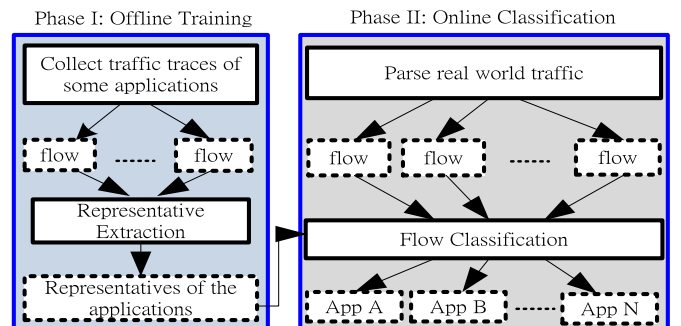 Phase I: Offline Training
Collect traffic traces of
some applications
flow ...... flow
Representative
Extraction
Representatives of the
applications
Phase II: Online Classification
Parse real world traffic
flow flow ...... flow
Flow Classification
App A App B ...... App N